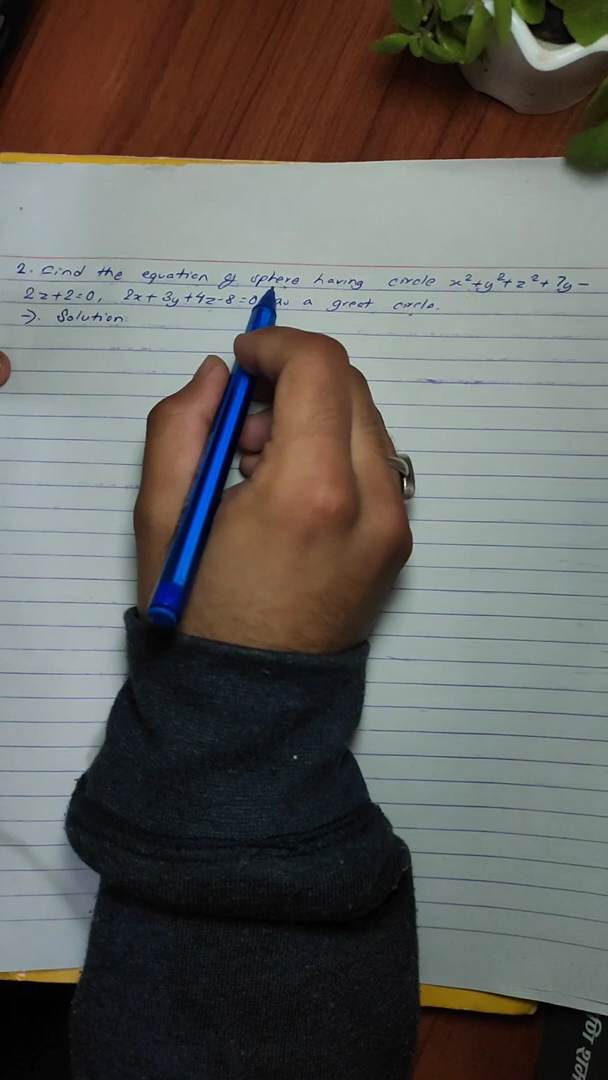 2. Find the equation of sphere having circle x²+y²+z²+7y-
2z+2=0, 2x+3y+4z-8=0 as a great circle.
→. Solution: